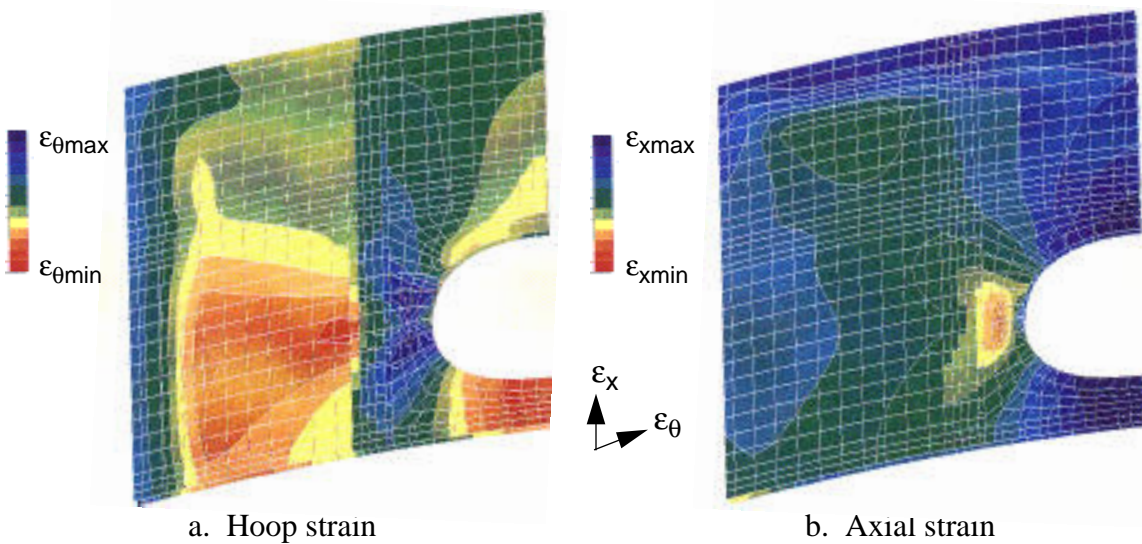 εθmax
εθmin
εxmax
εxmin
εx
εθ
a. Hoop strain
b. Axial strain